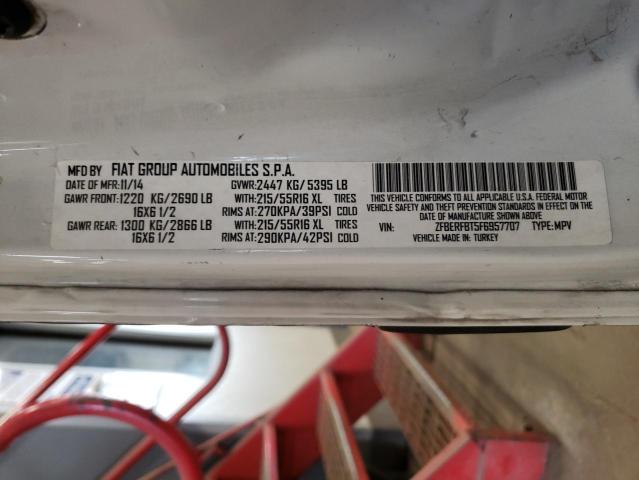 MFD BY FIAT GROUP AUTOMOBILES S.P.A.
DATE OF MFR:11/14 GVWR:2447 KG/ 5395 LB
GAWR FRONT:1220 KG/2690 LB WITH:215/55R16 XL TIRES
16X6 1/2 RIMS AT:270KPA/39PSI COLD
GAWR REAR: 1300 KG/2866 LB WITH:215/55R16 XL TIRES
16X6 1/2 RIMS AT:290KPA/42PSI COLD
THIS VEHICLE CONFORMS TO ALL APPLICABLE U.S.A. FEDERAL MOTOR
VEHICLE SAFETY AND THEFT PREVENTION STANDARDS IN EFFECT ON
THE DATE OF MANUFACTURE SHOWN ABOVE.
VIN: ZFBERFBT5F6957707 TYPE:MPV
MADE IN: TURKEY